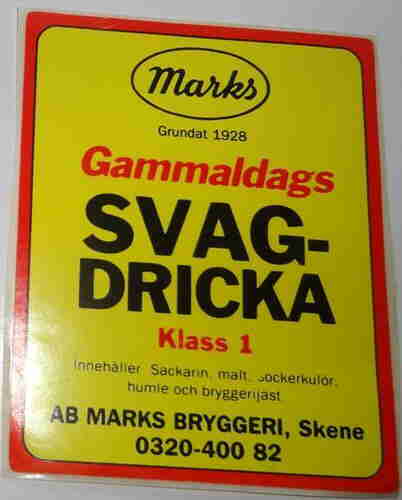 Marks
Grundat 1928
Gammaldags
SVAG-
DRICKA
Klass 1
Innehåller Sackarin, malt, Sockerkulör,
humle och bryggerijäst
AB MARKS BRYGGERI, Skene
0320-400 82